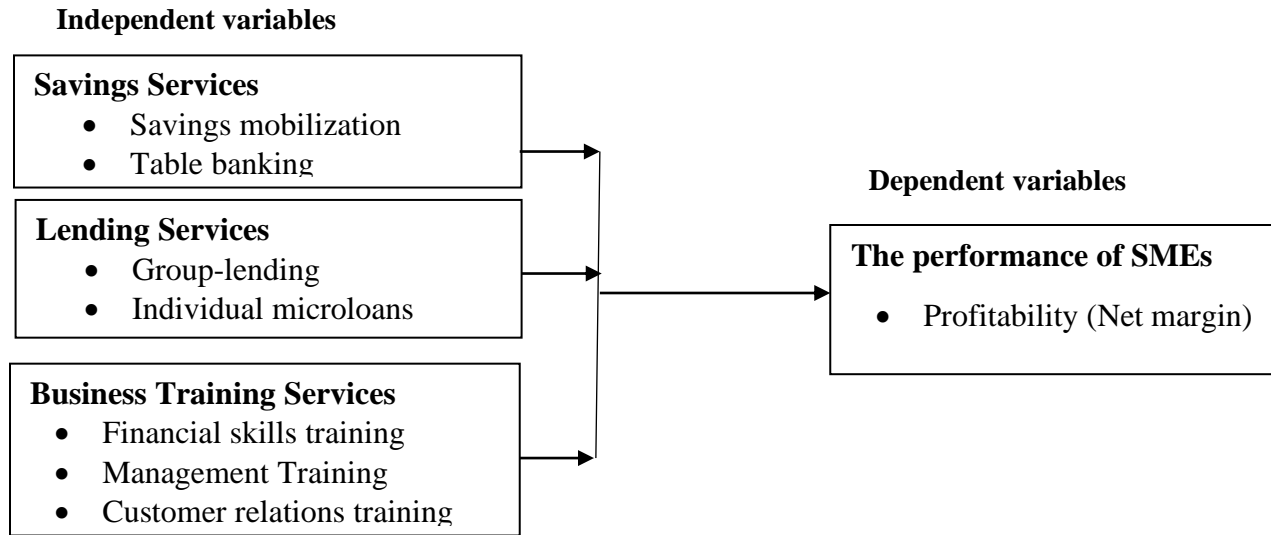 Independent variables
Savings Services
• Savings mobilization
• Table banking
Lending Services
• Group-lending
• Individual microloans
Business Training Services
• Financial skills training
• Management Training
• Customer relations training
Dependent variables
The performance of SMEs
• Profitability (Net margin)